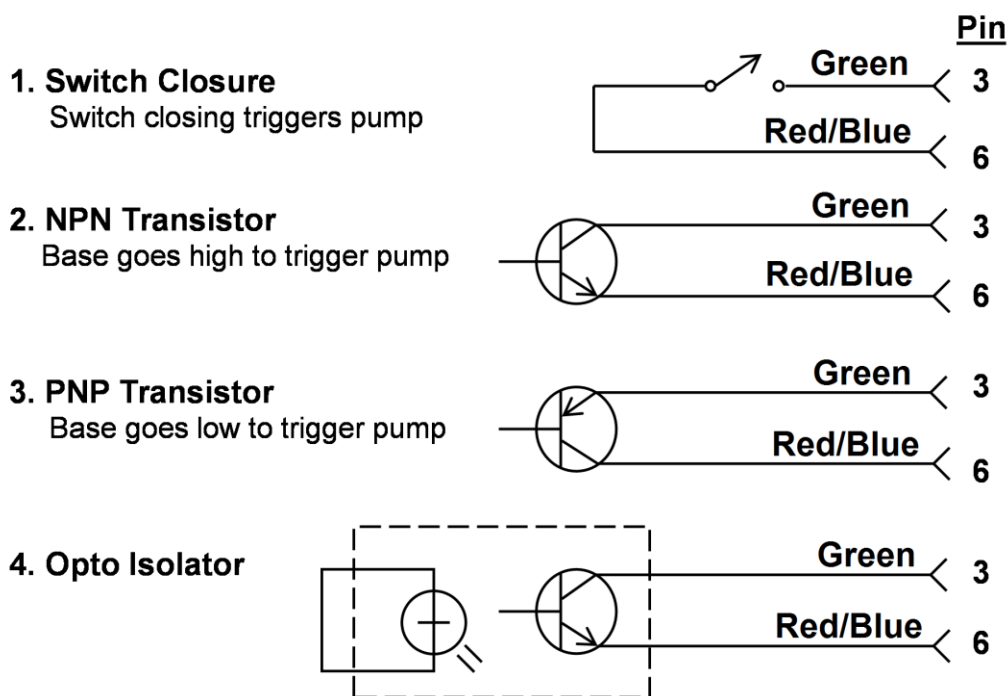 Pin
1. Switch Closure
Green
3
Switch closing triggers pump
Red/Blue
6
2. NPN Transistor
Green
3
Base goes high to trigger pump
Red/Blue
6
3. PNP Transistor
Green
3
Base goes low to trigger pump
Red/Blue
6
4. Opto Isolator
Green
3
Red/Blue
6